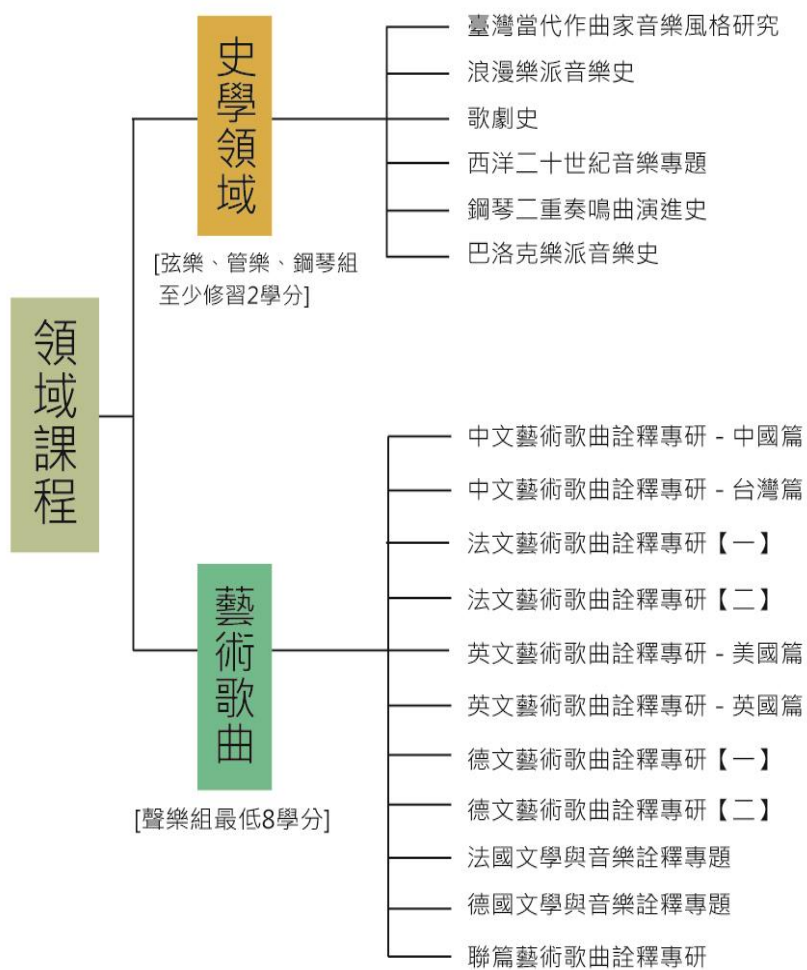 領域課程
史學領域
[弦樂、管樂、鋼琴組
至少修習2學分]
臺灣當代作曲家音樂風格研究
浪漫樂派音樂史
歌劇史
西洋二十世紀音樂專題
鋼琴二重奏鳴曲演進史
巴洛克樂派音樂史
藝術歌曲
[聲樂組最低8學分]
中文藝術歌曲詮釋專研 - 中國篇
中文藝術歌曲詮釋專研 - 台灣篇
法文藝術歌曲詮釋專研【一】
法文藝術歌曲詮釋專研【二】
英文藝術歌曲詮釋專研 - 美國篇
英文藝術歌曲詮釋專研 - 英國篇
德文藝術歌曲詮釋專研【一】
德文藝術歌曲詮釋專研【二】
法國文學與音樂詮釋專題
德國文學與音樂詮釋專題
聯篇藝術歌曲詮釋專研